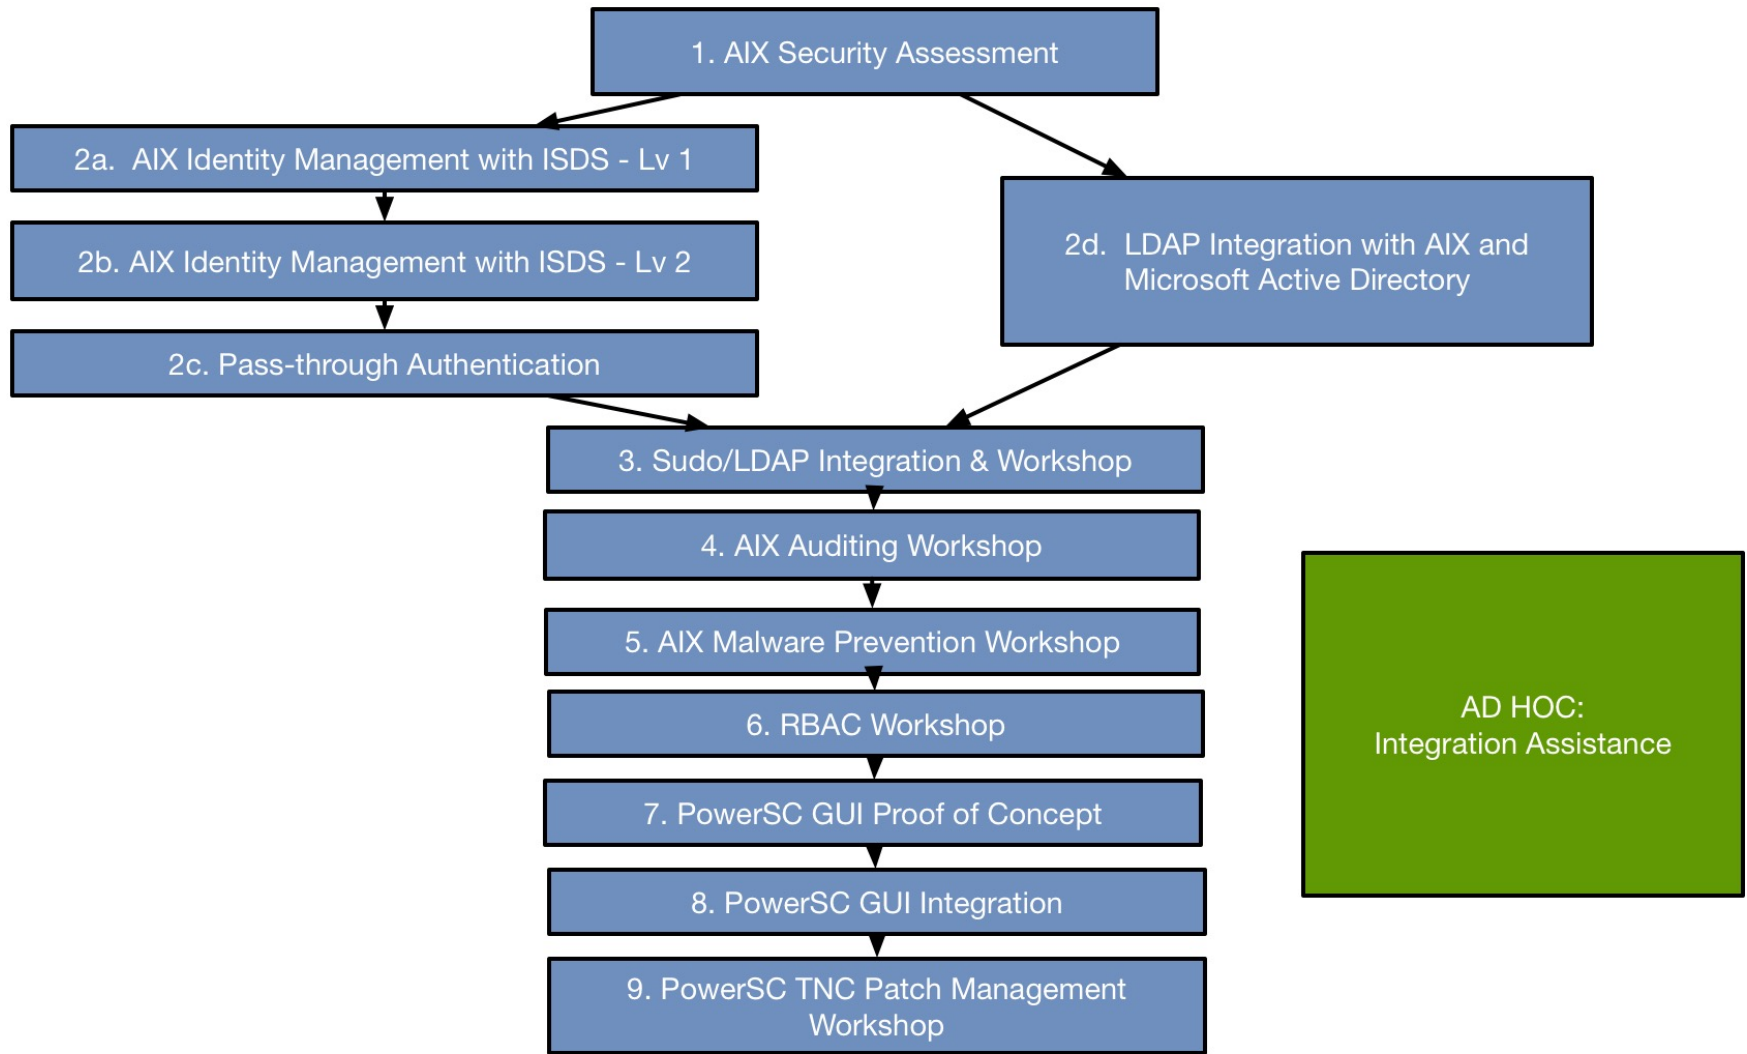 1. AIX Security Assessment
2a.  AIX Identity Management with ISDS - Lv 1
2b. AIX Identity Management with ISDS - Lv 2
2c. Pass-through Authentication
2d.  LDAP Integration with AIX and
Microsoft Active Directory
3. Sudo/LDAP Integration & Workshop
4. AIX Auditing Workshop
5. AIX Malware Prevention Workshop
6. RBAC Workshop
7. PowerSC GUI Proof of Concept
8. PowerSC GUI Integration
9. PowerSC TNC Patch Management
Workshop
AD HOC:
Integration Assistance